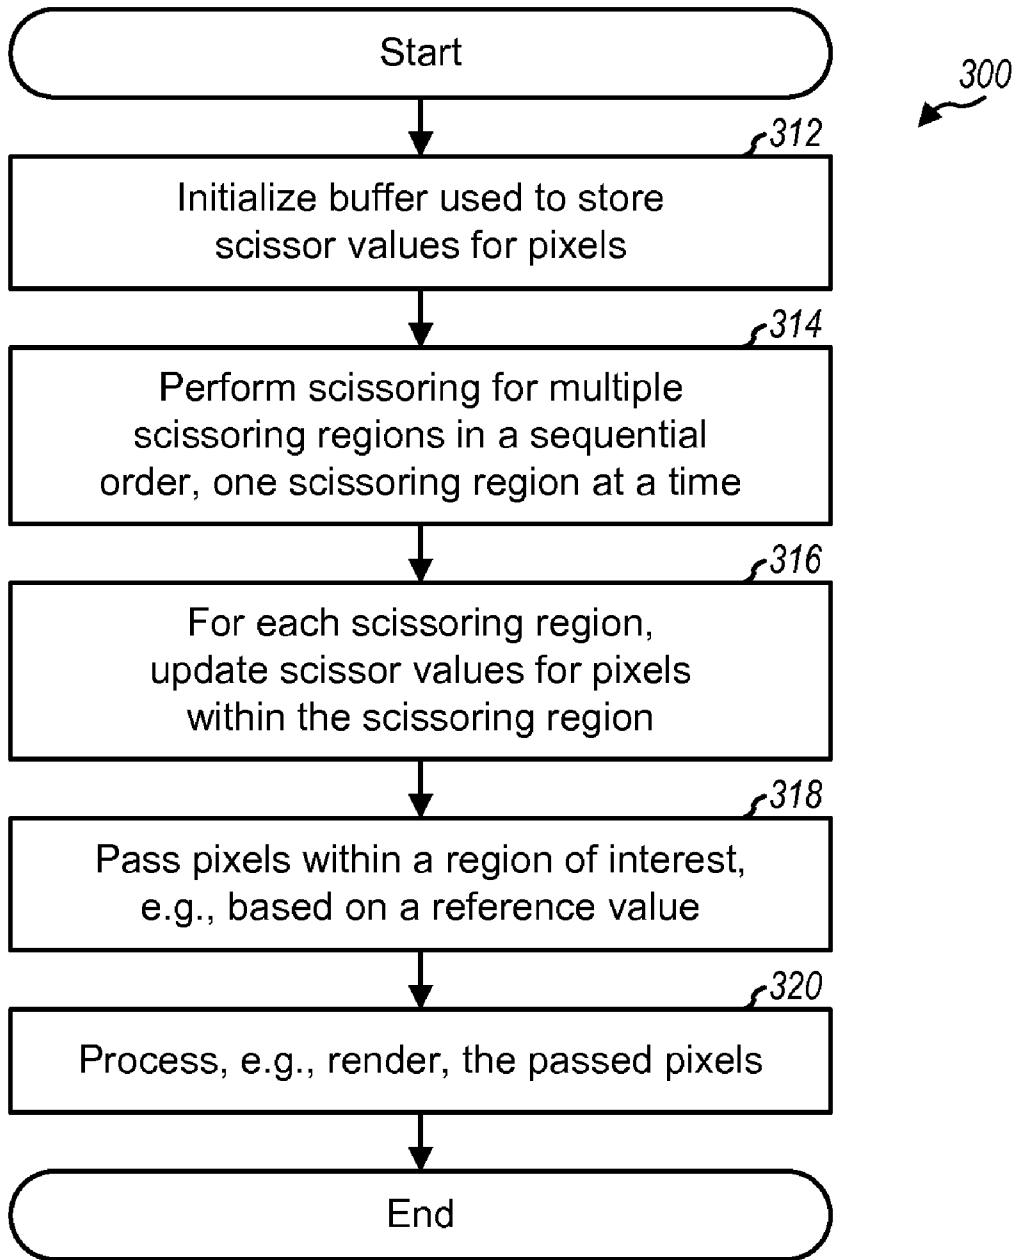 Start
300
312
Initialize buffer used to store
scissor values for pixels
314
Perform scissoring for multiple
scissoring regions in a sequential
order, one scissoring region at a time
316
For each scissoring region,
update scissor values for pixels
within the scissoring region
318
Pass pixels within a region of interest,
e.g., based on a reference value
320
Process, e.g., render, the passed pixels
End